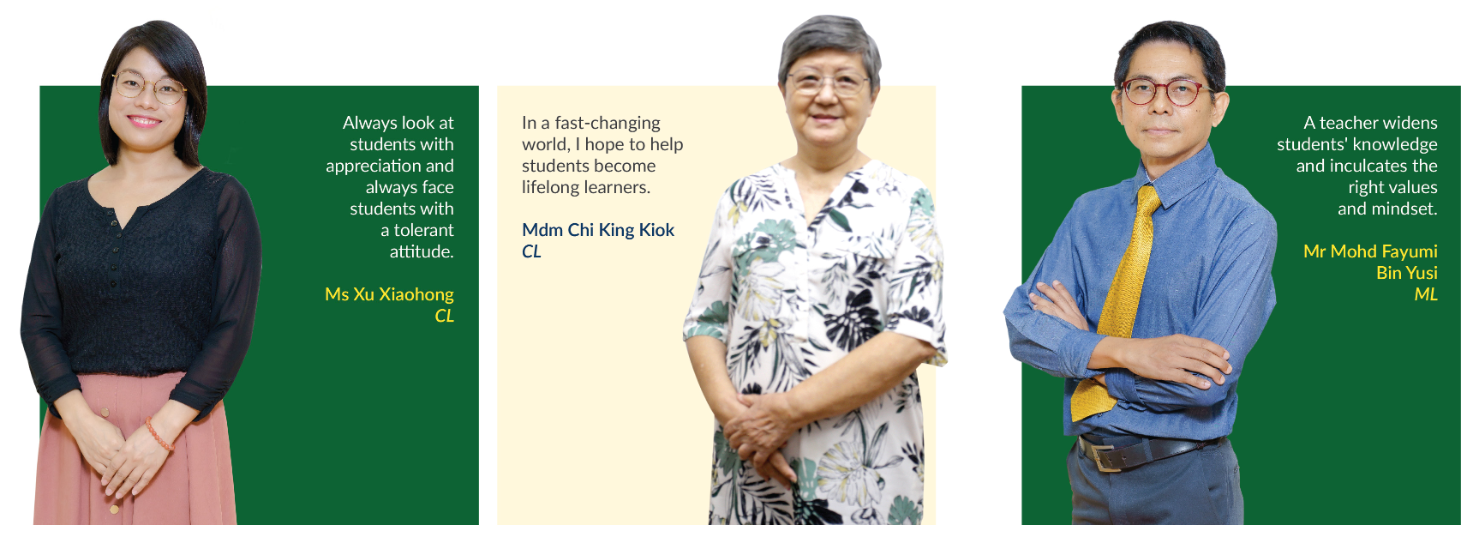 Always look at
students with
appreciation and
always face
students with
a tolerant
attitude.
Ms Xu Xiaohong
CL
In a fast-changing
world, I hope to help
students become
lifelong learners.
Mdm Chi King Kiok
CL
A teacher widens
students' knowledge
and inculcates the
right values
and mindset.
Mr Mohd Fayumi
Bin Yusi
ML